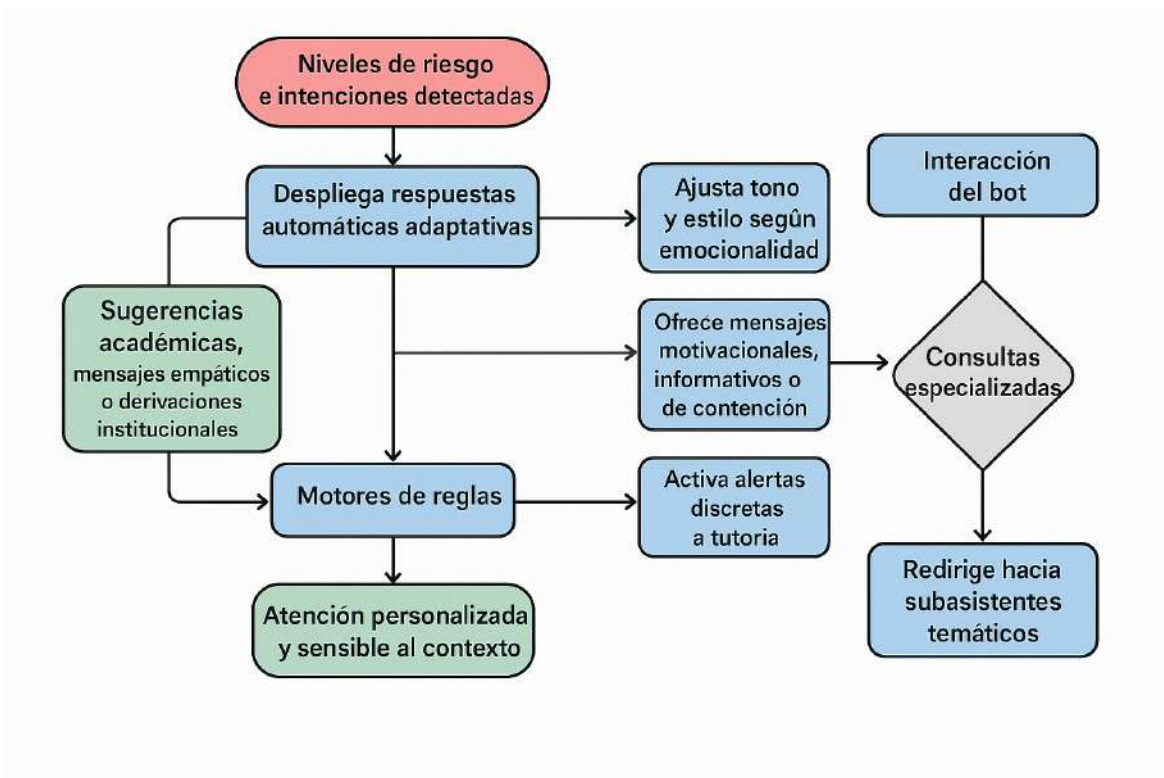 Niveles de riesgo
e intenciones detectadas
Despliega respuestas
automáticas adaptativas
Ajusta tono
y estilo según
emocionalidad
Interacción
del bot
Sugerencias
académicas,
mensajes empáticos
o derivaciones
institucionales
Ofrece mensajes
motivacionales,
informativos o
de contención
Consultas
especializadas
Motores de reglas
Activa alertas
discretas
a tutoria
Redirige hacia
subasistentes
temáticos
Atención personalizada
y sensible al contexto